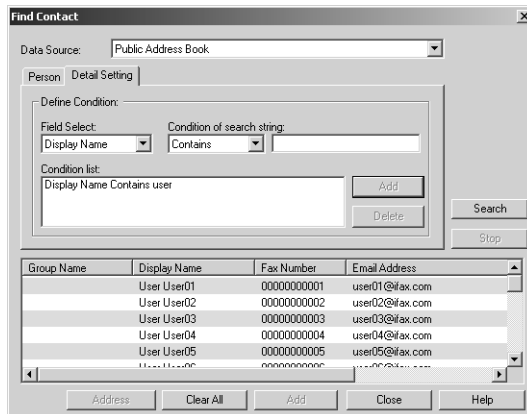 Find Contact
Data Source: Public Address Book
Person Detail Setting
Define Condition:
Field Select: Condition of search string:
Display Name Contains
Condition list:
Display Name Contains user
Add
Delete
Search
Stop
Group Name Display Name Fax Number Email Address
User User01 00000000001 user01@ifax.com
User User02 00000000002 user02@ifax.com
User User03 00000000003 user03@ifax.com
User User04 00000000004 user04@ifax.com
User User05 00000000005 user05@ifax.com
Address Clear All Add Close Help